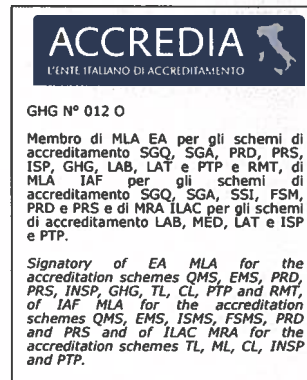 ACCREDIA
L'ENTE ITALIANO DI ACCREDITAMENTO
GHG N° 012 O
Membro di MLA EA per gli schemi di
accreditamento SGQ, SGA, PRD, PRS,
ISP, GHG, LAB, LAT e PTP e RMT, di
MLA IAF per gli schemi di
accreditamento SGQ, SGA, SSI, FSM,
PRD e PRS e di MRA ILAC per gli schemi
di accreditamento LAB, MED, LAT e ISP
e PTP.
Signatory of EA MLA for the
accreditation schemes QMS, EMS, PRD,
PRS, INSP, GHG, TL, CL, PTP and RMT,
of IAF MLA for the accreditation
schemes QMS, EMS, ISMS, FSMS, PRD
and PRS and of ILAC MRA for the
accreditation schemes TL, ML, CL, INSP
and PTP.